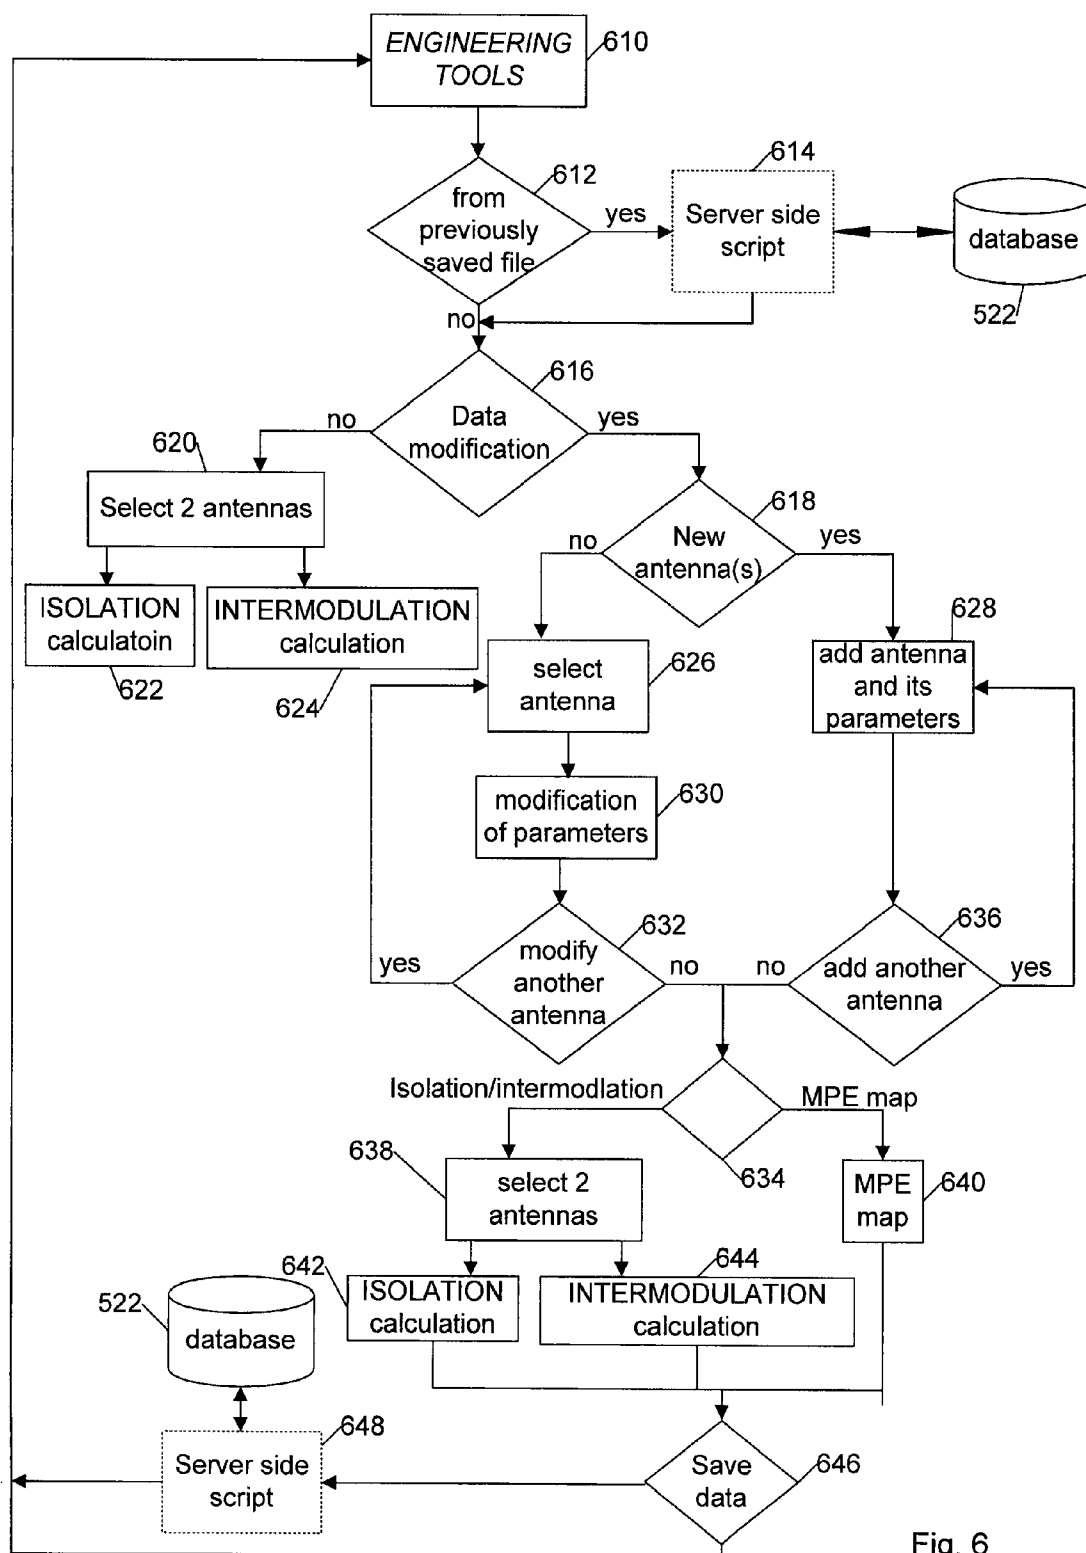 ENGINEERING
TOOLS
610
612
from
previously
saved file
yes
614
Server side
script
database
522
no
616
Data
modification
no
yes
620
Select 2 antennas
618
New
antenna(s)
no
yes
ISOLATION
calculatoin
622
INTERMODULATION
calculation
624
select
antenna
626
628
add antenna
and its
parameters
modification
of parameters
630
632
modify
another
antenna
yes
no
636
add another
antenna
no
yes
Isolation/intermodlation
MPE map
634
638
select 2
antennas
MPE
map
640
642
ISOLATION
calculation
644
INTERMODULATION
calculation
522
database
648
Server side
script
Save
data
646
Fig. 6